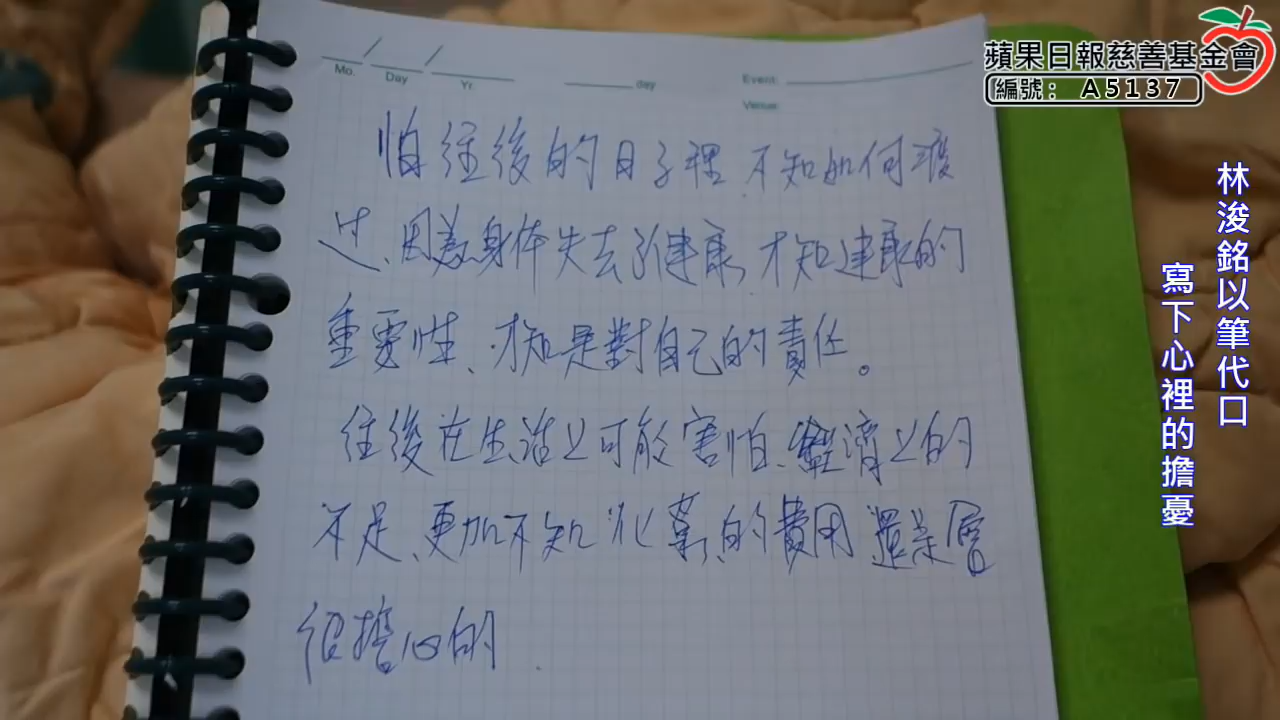 蘋果日報慈善基金會
編號： A5137
林浚銘以筆代口
寫下心裡的擔憂
Mo. / Day / Yr. day
Event:
Venue:
怕往後的日子裡、不知如何渡
过、因為身体失去了健康、才知健康的
重要性、才知是對自己的責任。
往後在生活上可能害怕、經濟上的
不足、更加不知化藥的費用還是會
很擔心的.